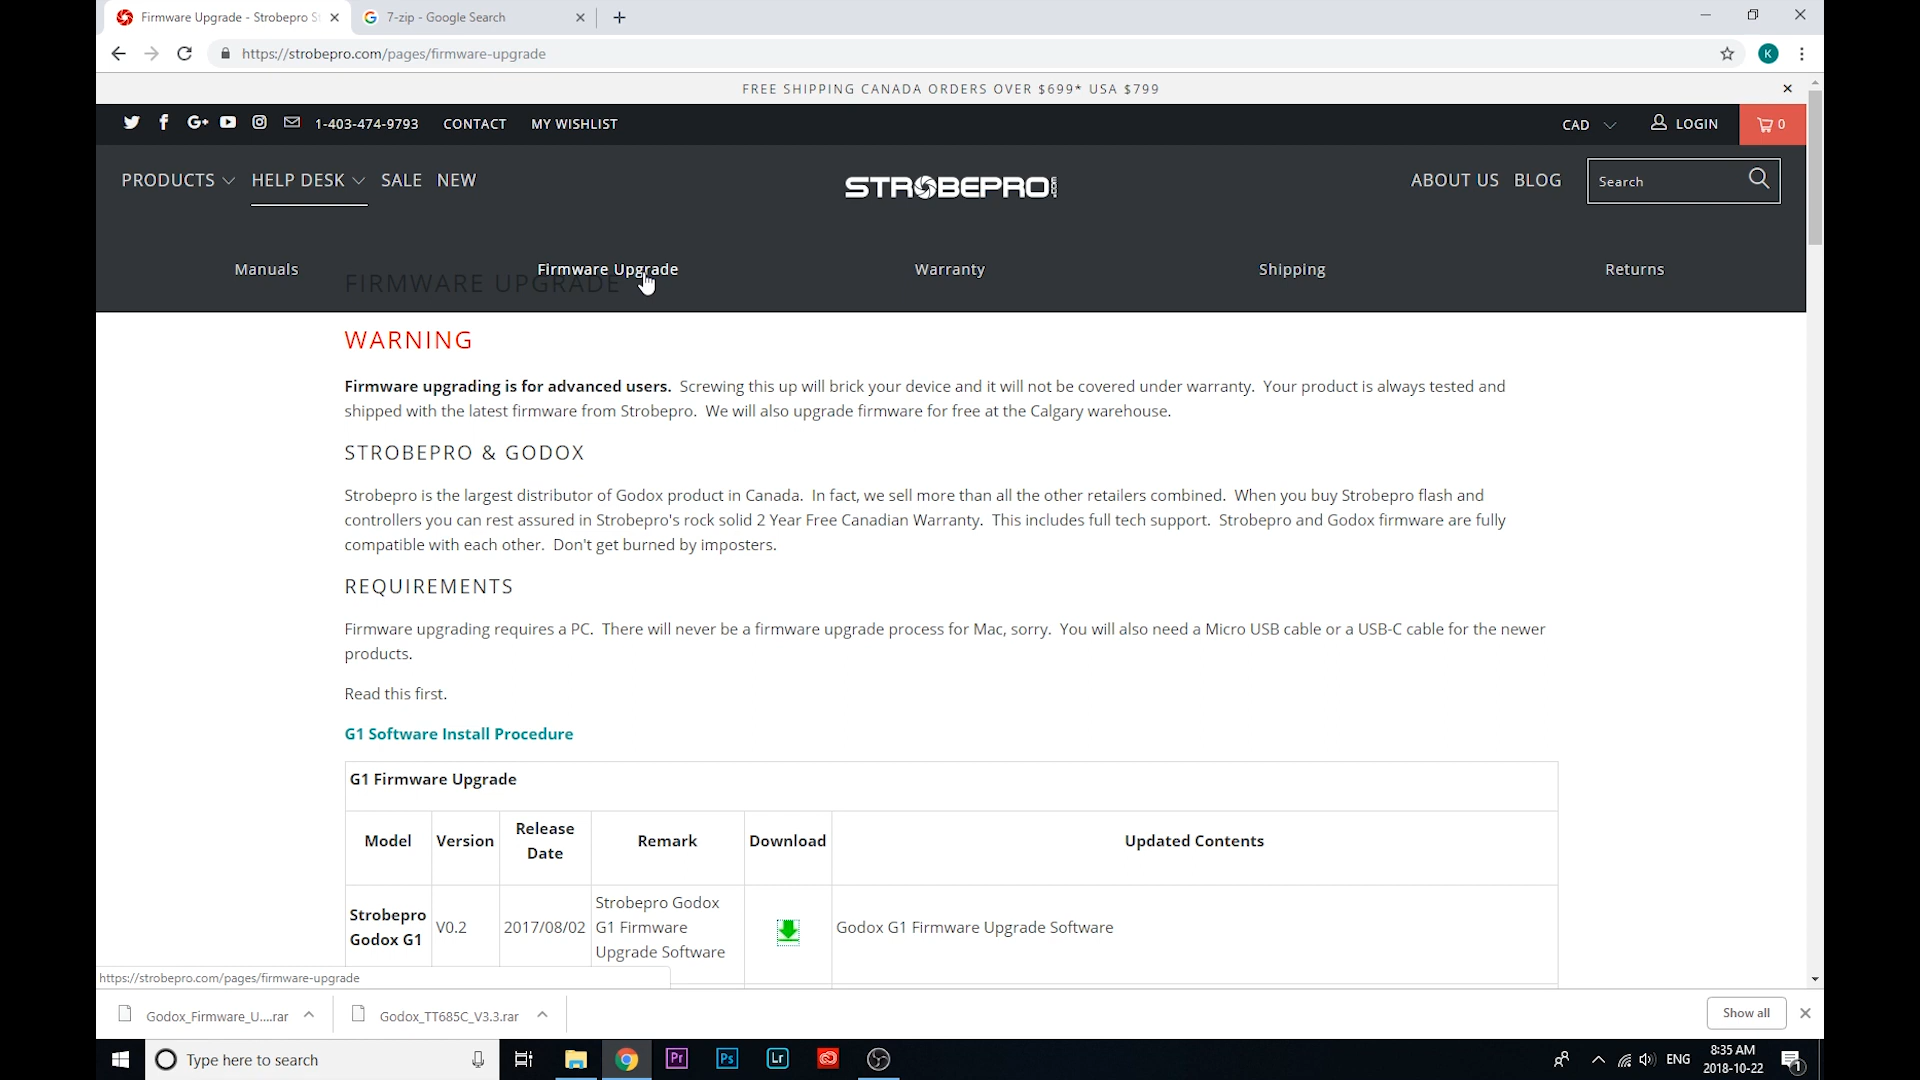 Firmware Upgrade - Strobepro S
7-zip - Google Search
https://strobepro.com/pages/firmware-upgrade
K
FREE SHIPPING CANADA ORDERS OVER $699* USA $799
1-403-474-9793 CONTACT MY WISHLIST
CAD LOGIN 0
PRODUCTS HELP DESK SALE NEW
STROBEPRO.COM
ABOUT US BLOG Search
Manuals Firmware Upgrade Warranty Shipping Returns
FIRMWARE UPGRADE
WARNING
Firmware upgrading is for advanced users. Screwing this up will brick your device and it will not be covered under warranty. Your product is always tested and
shipped with the latest firmware from Strobepro. We will also upgrade firmware for free at the Calgary warehouse.
STROBEPRO & GODOX
Strobepro is the largest distributor of Godox product in Canada. In fact, we sell more than all the other retailers combined. When you buy Strobepro flash and
controllers you can rest assured in Strobepro's rock solid 2 Year Free Canadian Warranty. This includes full tech support. Strobepro and Godox firmware are fully
compatible with each other. Don't get burned by imposters.
REQUIREMENTS
Firmware upgrading requires a PC. There will never be a firmware upgrade process for Mac, sorry. You will also need a Micro USB cable or a USB-C cable for the newer
products.
Read this first.
G1 Software Install Procedure
G1 Firmware Upgrade
Model Version Release Date Remark Download Updated Contents
Strobepro Godox G1 V0.2 2017/08/02 Strobepro Godox G1 Firmware Upgrade Software Godox G1 Firmware Upgrade Software
https://strobepro.com/pages/firmware-upgrade
Godox_Firmware_U....rar
Godox_TT685C_V3.3.rar
Show all
Type here to search
Pr Ps Lr
ENG
8:35 AM
2018-10-22
1